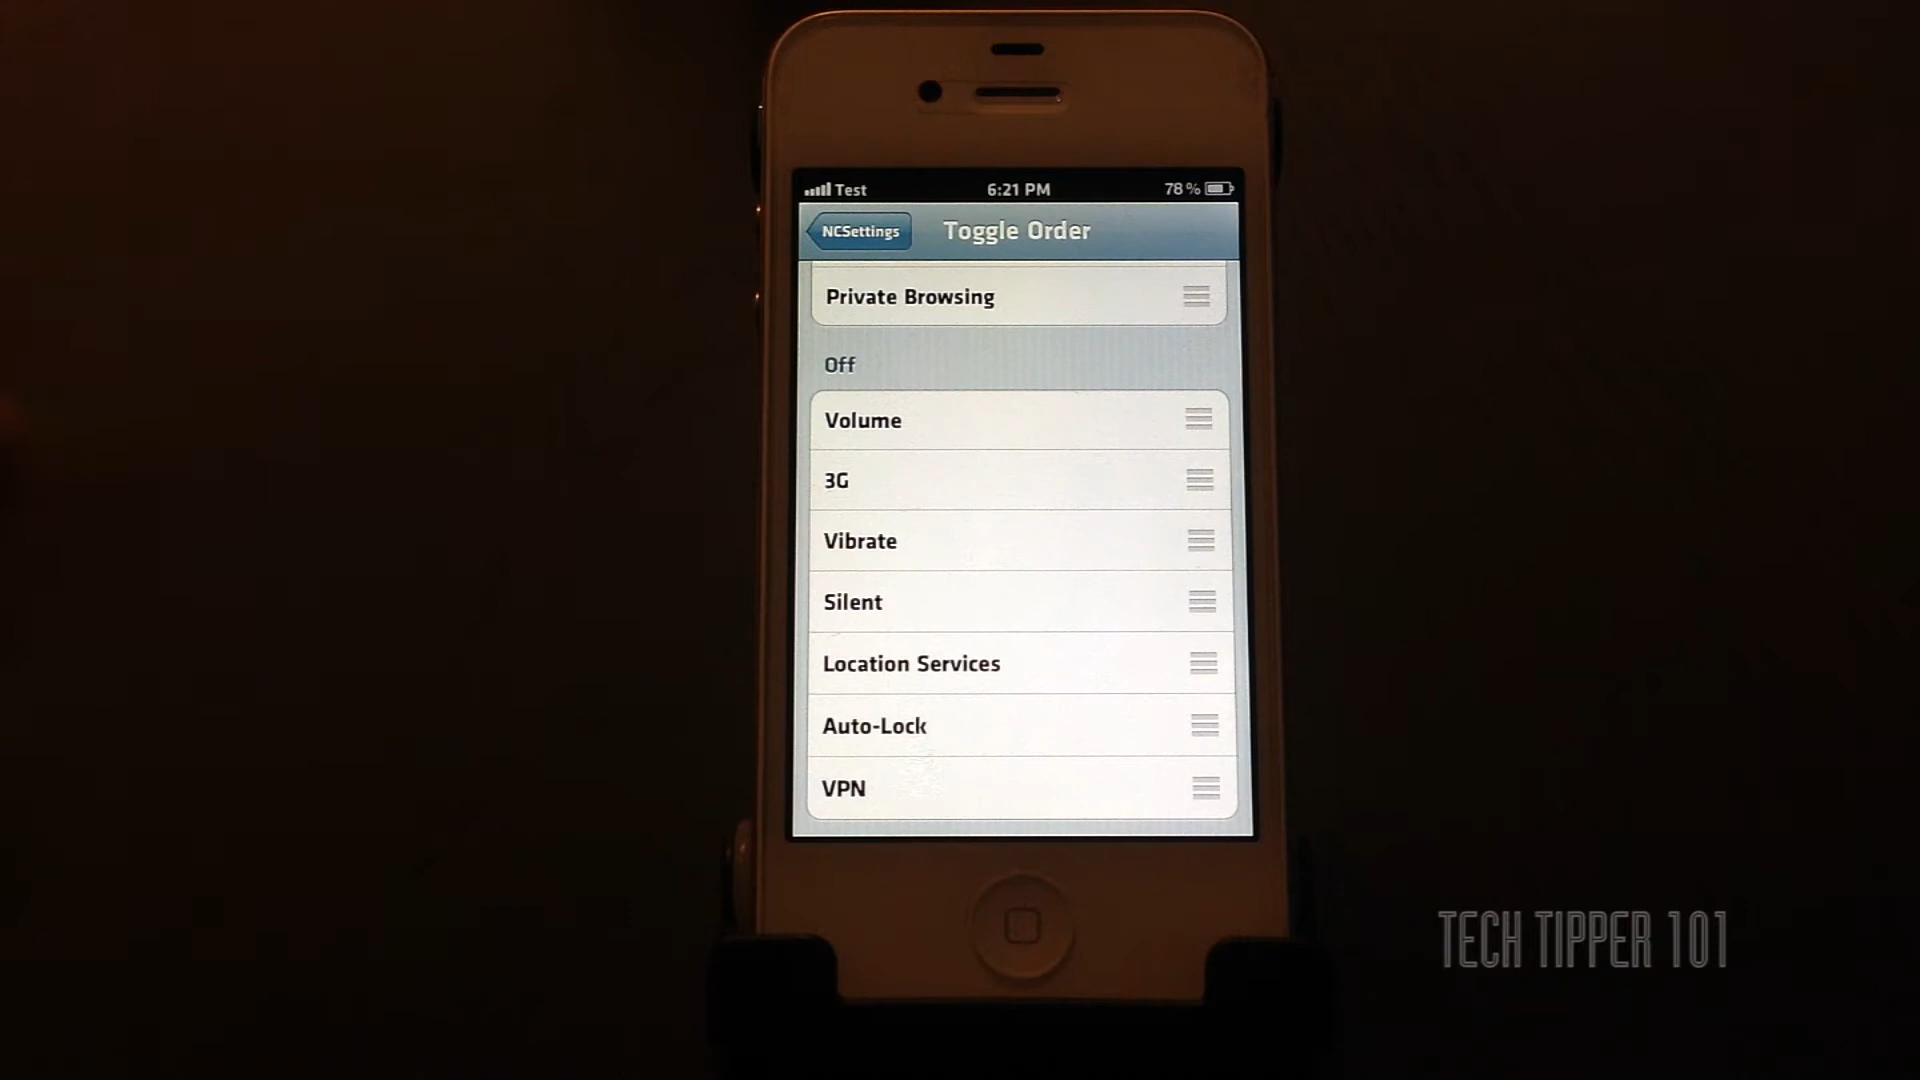 Test 6:21 PM 78%
NCSettings Toggle Order
Private Browsing
Off
Volume
3G
Vibrate
Silent
Location Services
Auto-Lock
VPN
TECH TIPPER 101